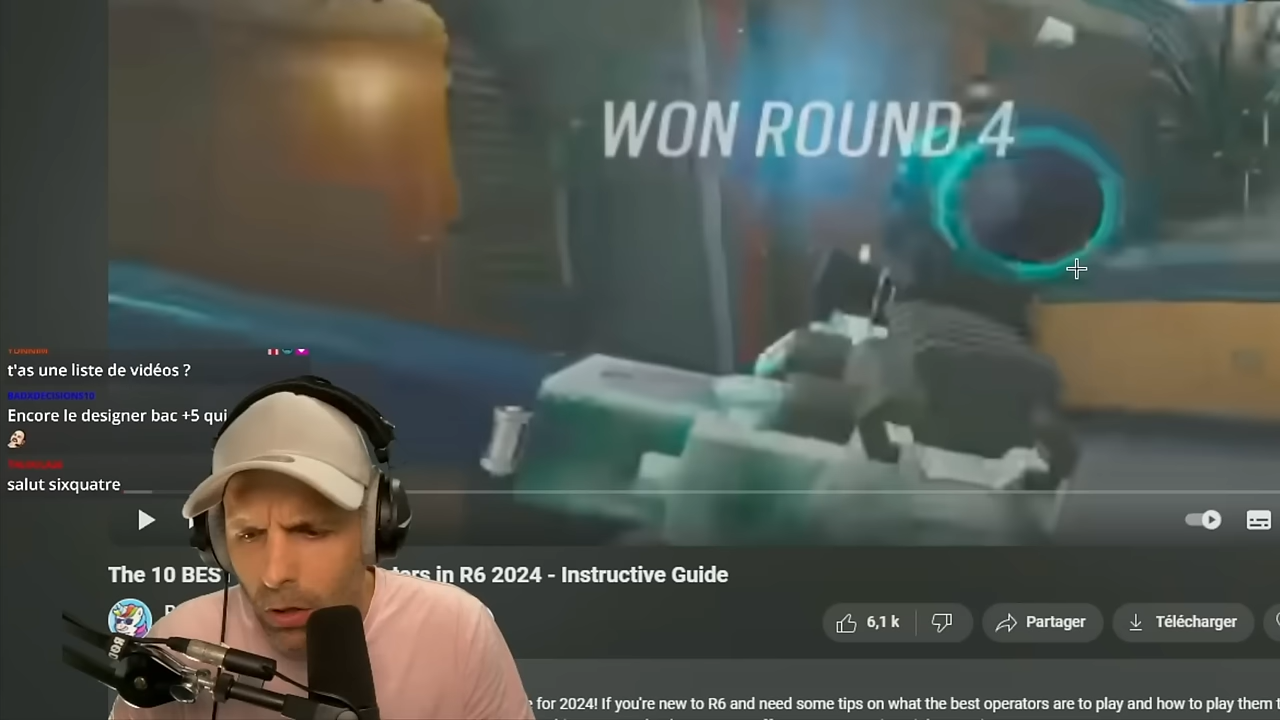 WON ROUND 4
t'as une liste de vidéos ?
BADXDECISIONS10
Encore le designer bac +5 qui
salut sixquatre
The 10 BES ters in R6 2024 - Instructive Guide
6,1 k
Partager
Télécharger
for 2024! If you're new to R6 and need some tips on what the best operators are to play and how to play them